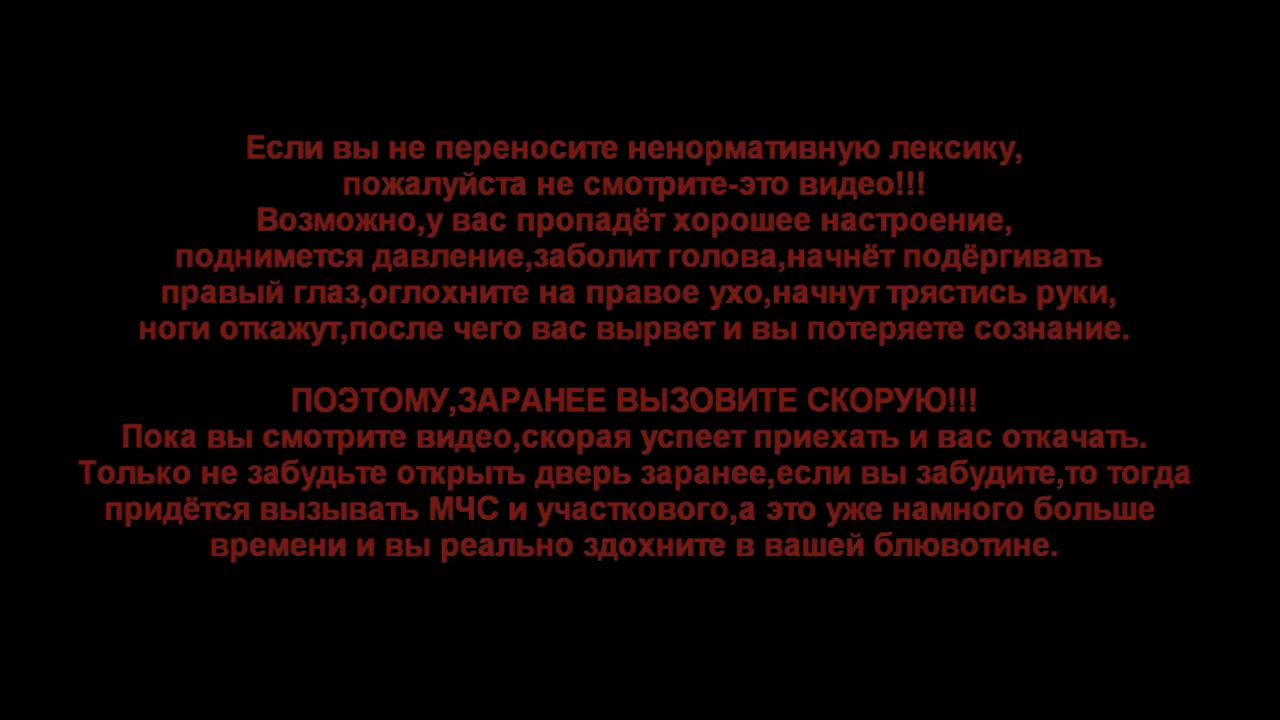 Если вы не переносите ненормативную лексику,
пожалуйста не смотрите-это видео!!!
Возможно,у вас пропадёт хорошее настроение,
поднимется давление,заболит голова,начнёт подёргивать
правый глаз,оглохните на правое ухо,начнут трястись руки,
ноги откажут,после чего вас вырвет и вы потеряете сознание.
ПОЭТОМУ,ЗАРАНЕЕ ВЫЗОВИТЕ СКОРУЮ!!!
Пока вы смотрите видео,скорая успеет приехать и вас откачать.
Только не забудьте открыть дверь заранее,если вы забудите,то тогда
придётся вызывать МЧС и участкового,а это уже намного больше
времени и вы реально здохните в вашей блювотине.